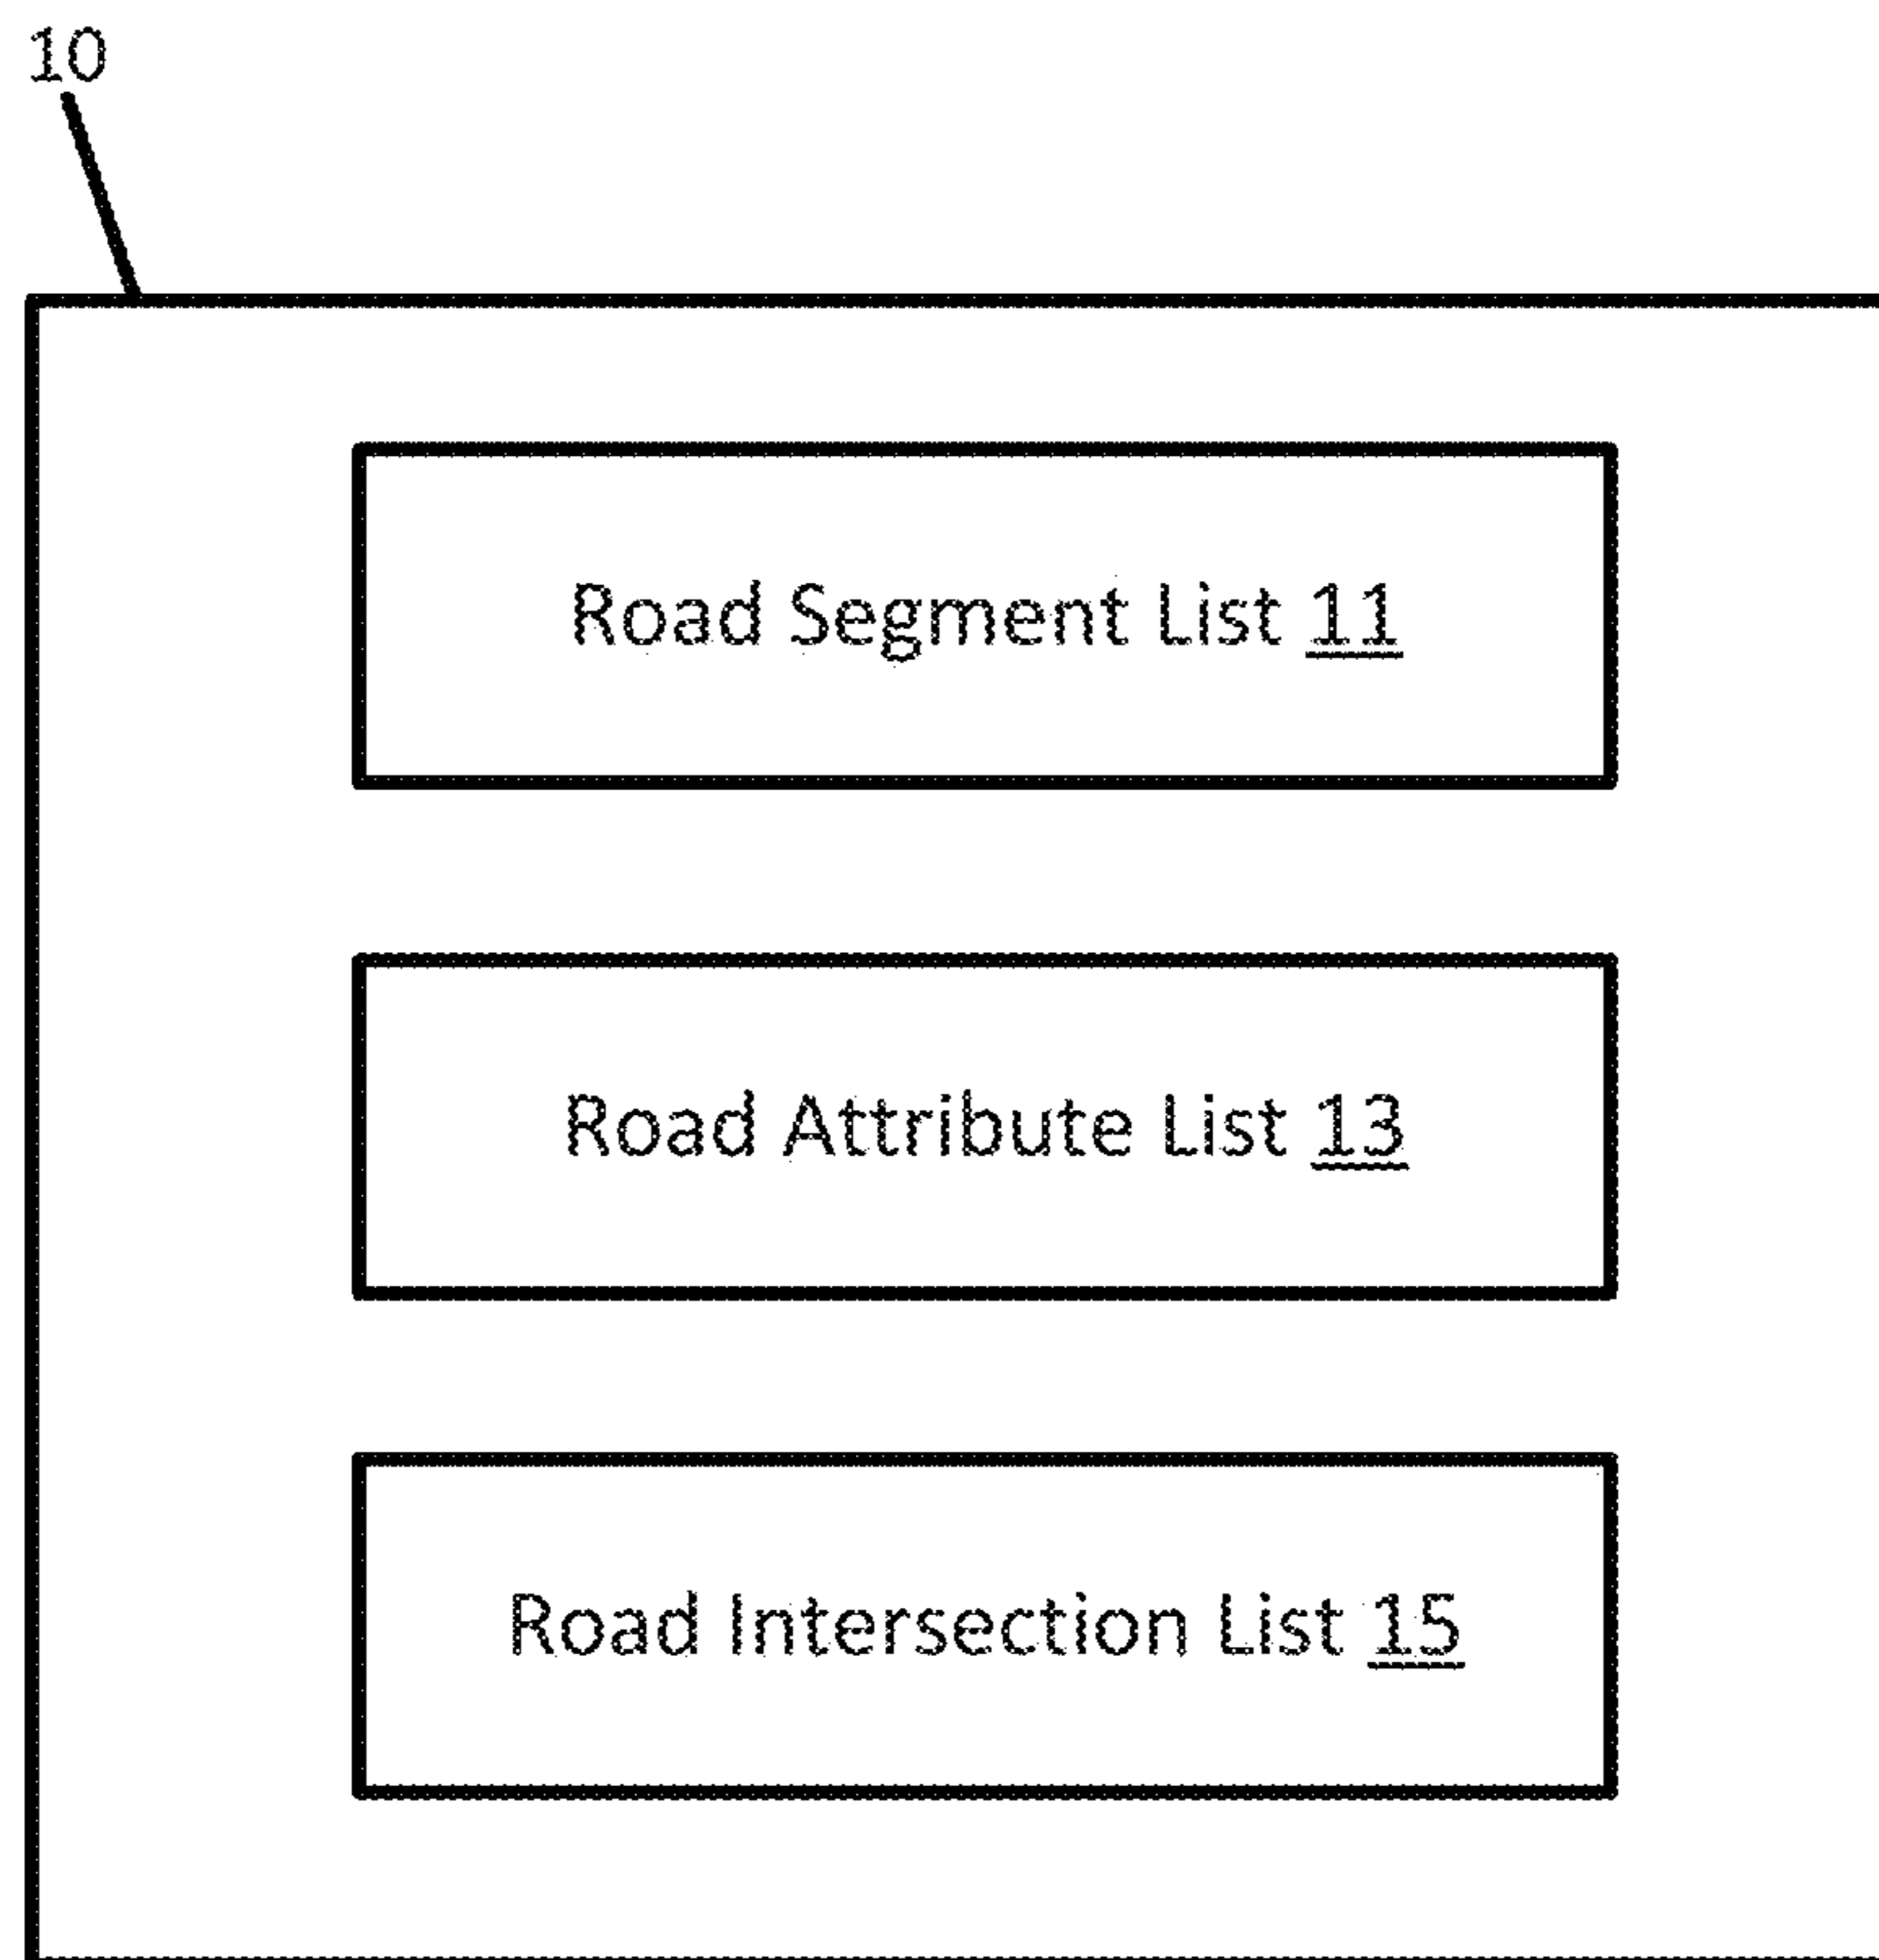 10
Road Segment List 11
Road Attribute List 13
Road Intersection List 15